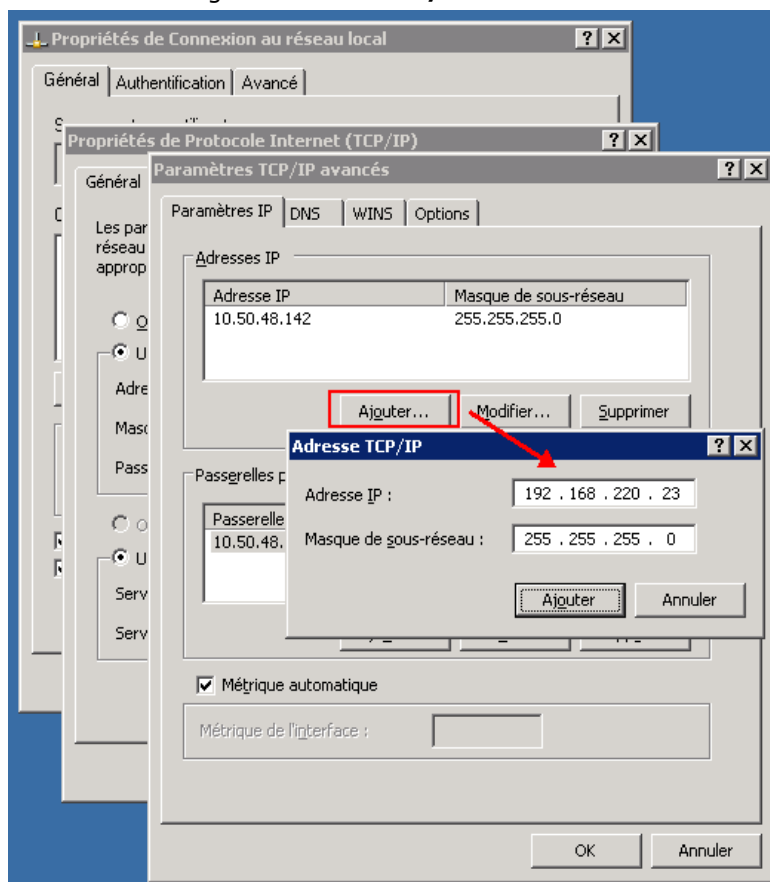 Propriétés de Connexion au réseau local
Général Authentification Avancé
Propriétés de Protocole Internet (TCP/IP)
Général
Paramètres TCP/IP avancés
Paramètres IP DNS WINS Options
Les par
réseau
approp
Adresses IP
Adresse IP Masque de sous-réseau
10.50.48.142 255.255.255.0
O
U
Adre
Masc
Pass
Ajouter... Modifier... Supprimer
Adresse TCP/IP
Adresse IP : 192 . 168 . 220 . 23
Masque de sous-réseau : 255 . 255 . 255 . 0
Ajouter Annuler
Passerelles p
Passerelle
10.50.48.
O
U
Serv
Serv
Métrique automatique
Métrique de l'interface :
OK Annuler